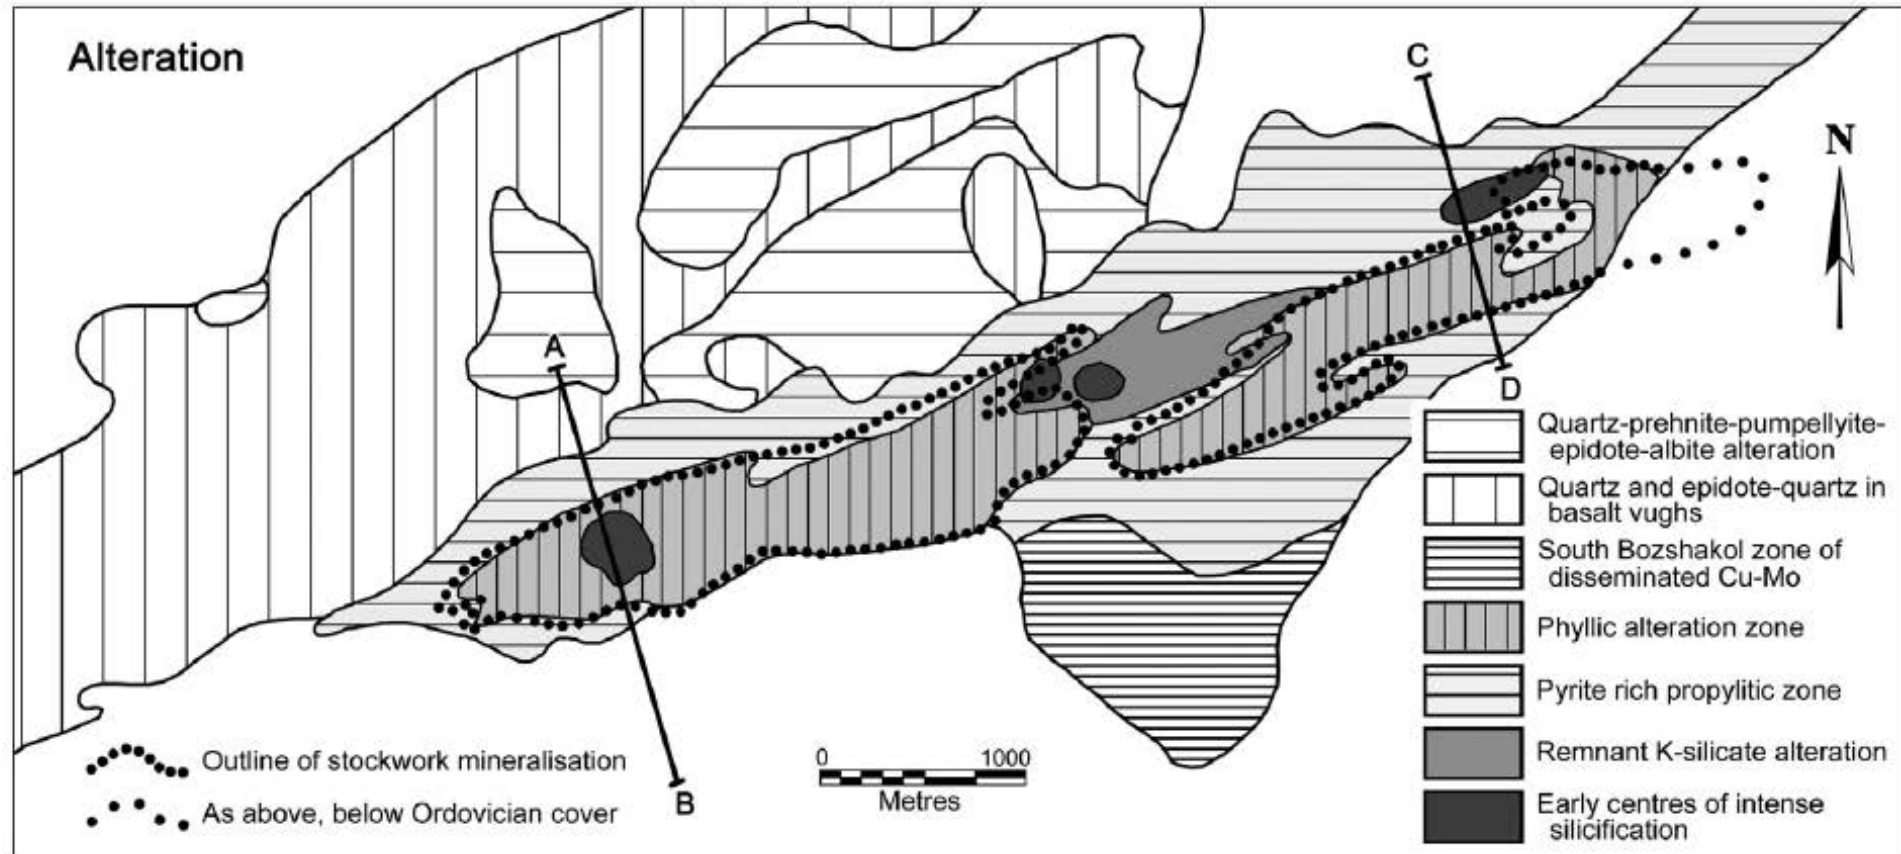 Alteration
C
N
A
D
B
Quartz-prehnite-pumpellyite-
epidote-albite alteration
Quartz and epidote-quartz in
basalt vughs
South Bozshakol zone of
disseminated Cu-Mo
Phyllic alteration zone
Pyrite rich propylitic zone
Remnant K-silicate alteration
Early centres of intense
silicification
Outline of stockwork mineralisation
As above, below Ordovician cover
0 1000
Metres